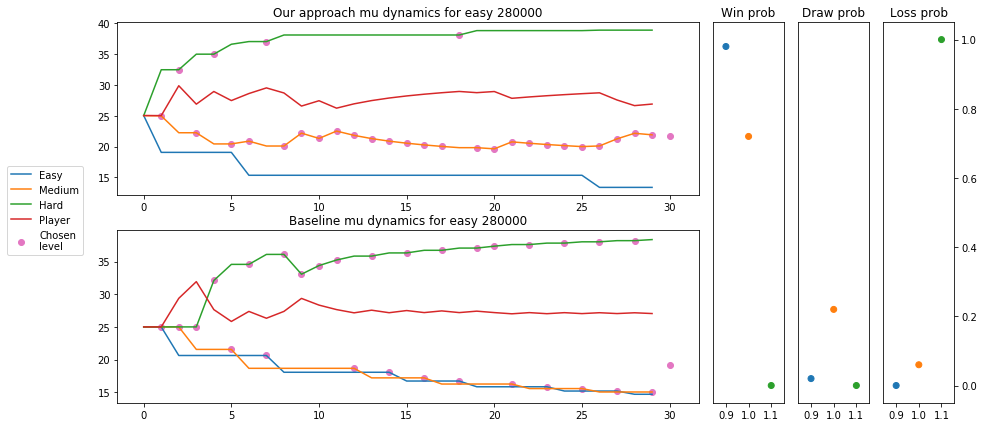 Our approach mu dynamics for easy 280000
40
35
30
25
20
15
0
5
10
15
20
25
30
Baseline mu dynamics for easy 280000
35
30
25
20
15
0
5
10
15
20
25
30
Easy
Medium
Hard
Player
Chosen
level
Win prob
0.9 1.0 1.1
Draw prob
0.9 1.0 1.1
Loss prob
0.9 1.0 1.1
1.0
0.8
0.6
0.4
0.2
0.0